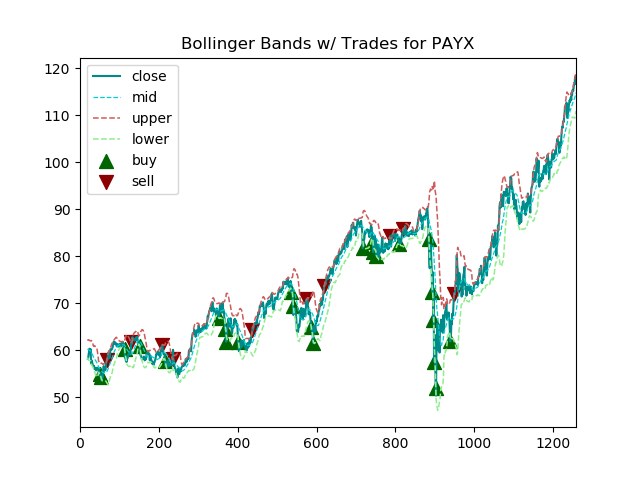 Bollinger Bands w/ Trades for PAYX
close
mid
upper
lower
buy
sell
120
110
100
90
80
70
60
50
0 200 400 600 800 1000 1200